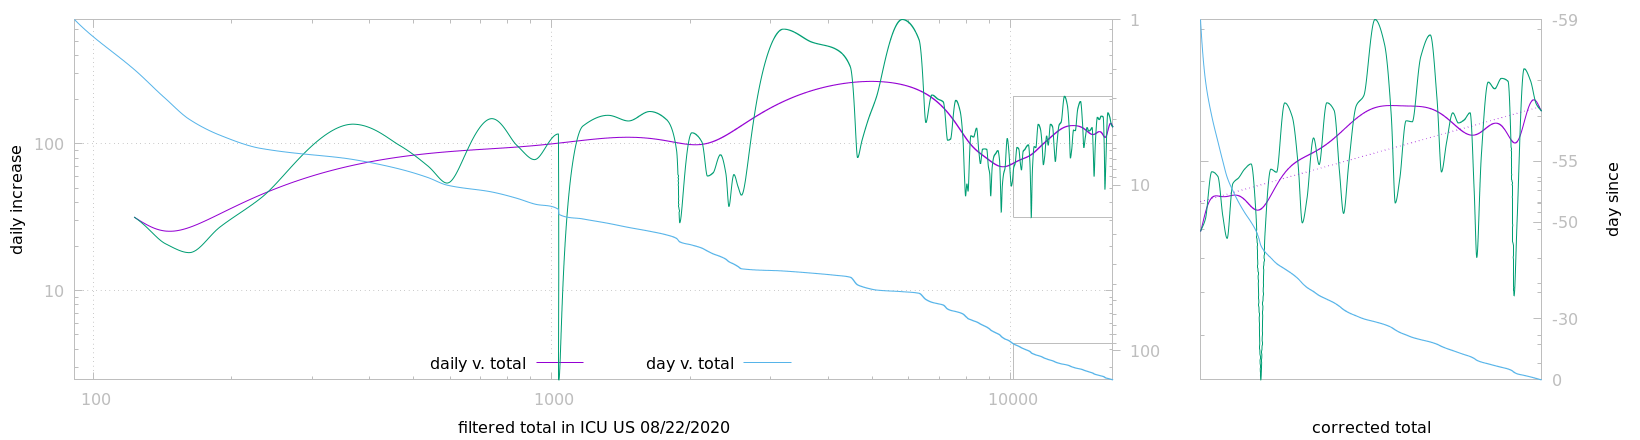 daily increase
100
10
daily v. total
day v. total
100
1000
10000
filtered total in ICU US 08/22/2020
1
10
100
-59
-55
-50
-30
0
day since
corrected total